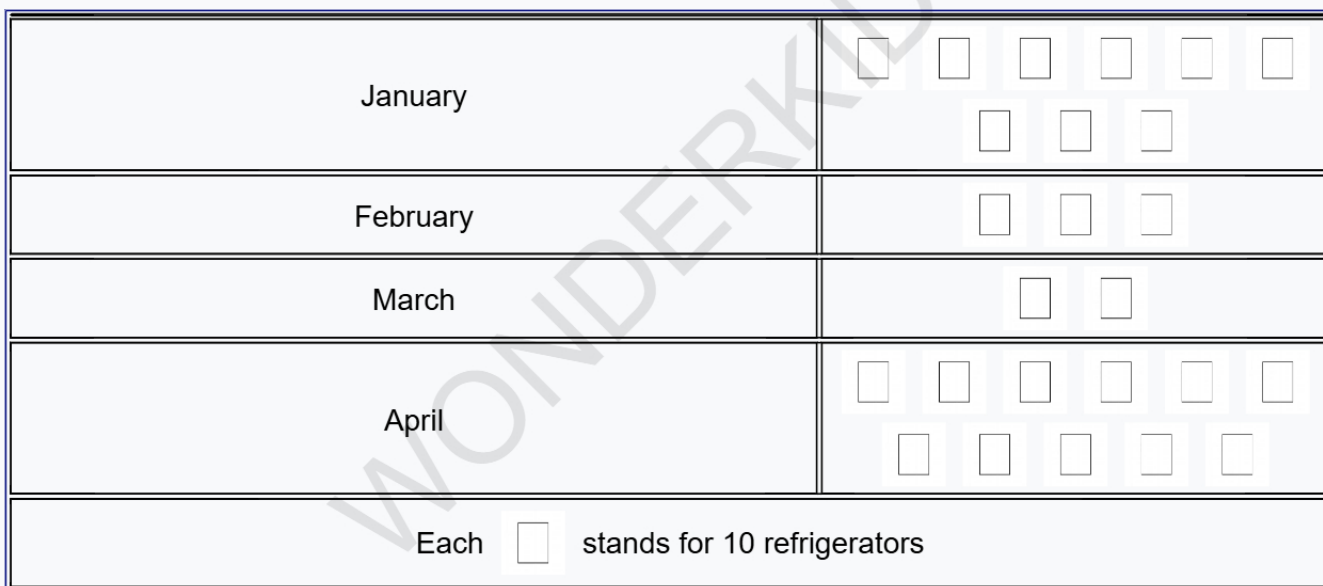 January
February
March
April
Each stands for 10 refrigerators
WONDERKID